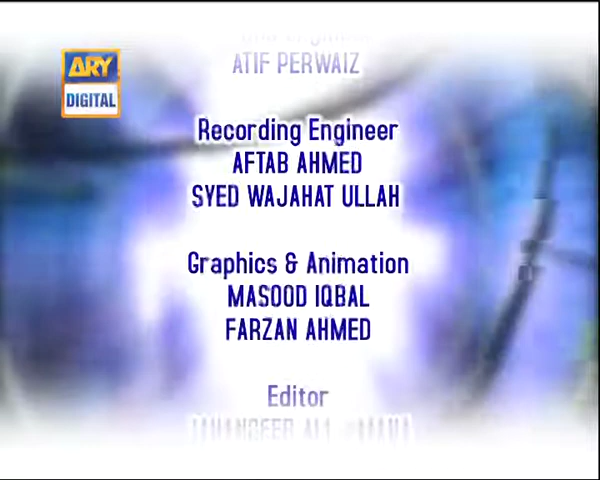 ARY
DIGITAL
ATIF PERWAIZ
Recording Engineer
AFTAB AHMED
SYED WAJAHAT ULLAH
Graphics & Animation
MASOOD IQBAL
FARZAN AHMED
Editor